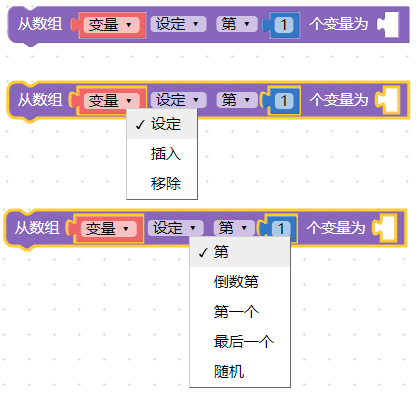 从数组 变量 ▾ 设定 ▾ 第 ▾ 1 个变量为
从数组 变量 ▾ 设定 ▾ 第 ▾ 1 个变量为
✓ 设定
插入
移除
从数组 变量 ▾ 设定 ▾ 第 ▾ 1 个变量为
✓ 第
倒数第
第一个
最后一个
随机